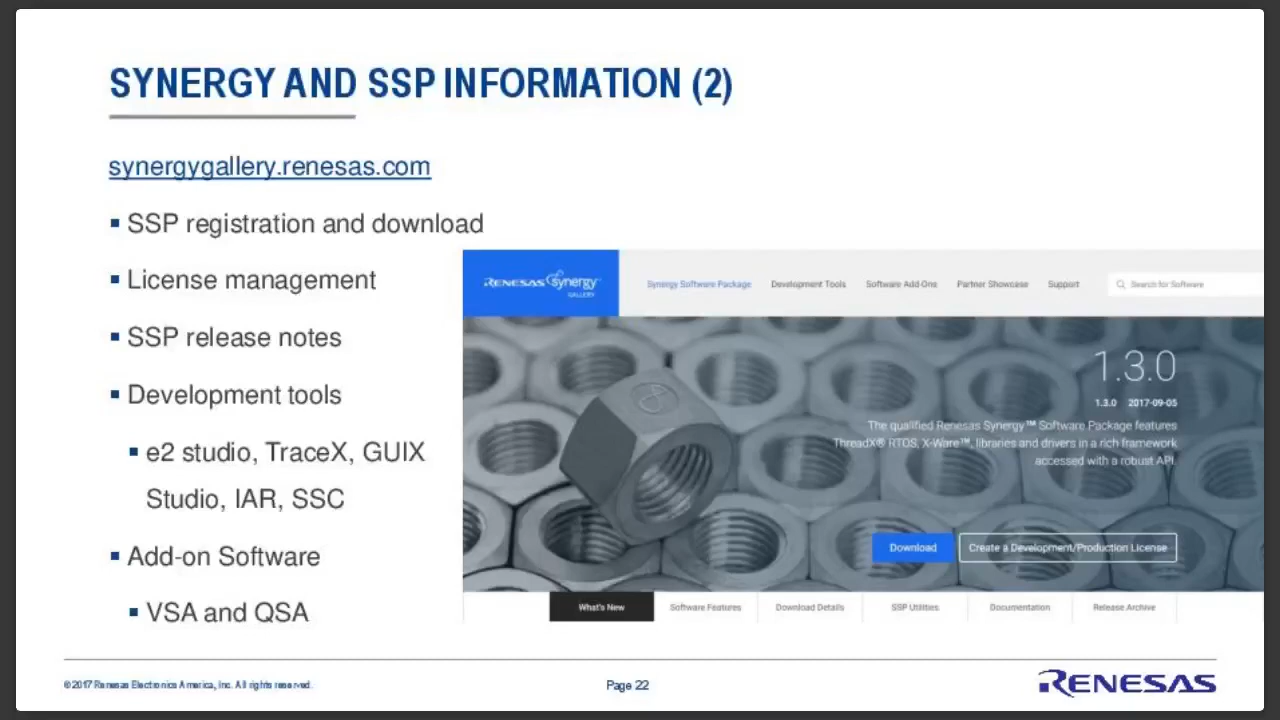 SYNERGY AND SSP INFORMATION (2)
synergygallery.renesas.com
SSP registration and download
License management
SSP release notes
Development tools
e2 studio, TraceX, GUIX
Studio, IAR, SSC
Add-on Software
VSA and QSA
RENESAS synergy
GALLERY
Synergy Software Package Development Tools Software Add-Ons Partner Showcase Support Search for Software
1.3.0
1.3.0 2017-09-05
The qualified Renesas Synergy™ Software Package features
ThreadX® RTOS, X-Ware™, libraries and drivers in a rich framework
accessed with a robust API.
Download Create a Development/Production License
What's New Software Features Download Details SSP Utilities Documentation Release Archive
© 2017 Renesas Electronics America, Inc. All rights reserved.
Page 22
RENESAS